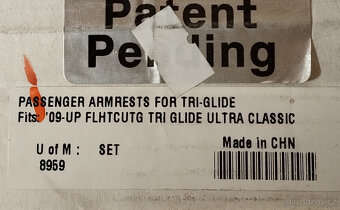 Patent
Pending
PASSENGER ARMRESTS FOR TRI-GLIDE
Fits: '09-UP FLHTCUTG TRI GLIDE ULTRA CLASSIC
U of M : SET Made in CHN
8969